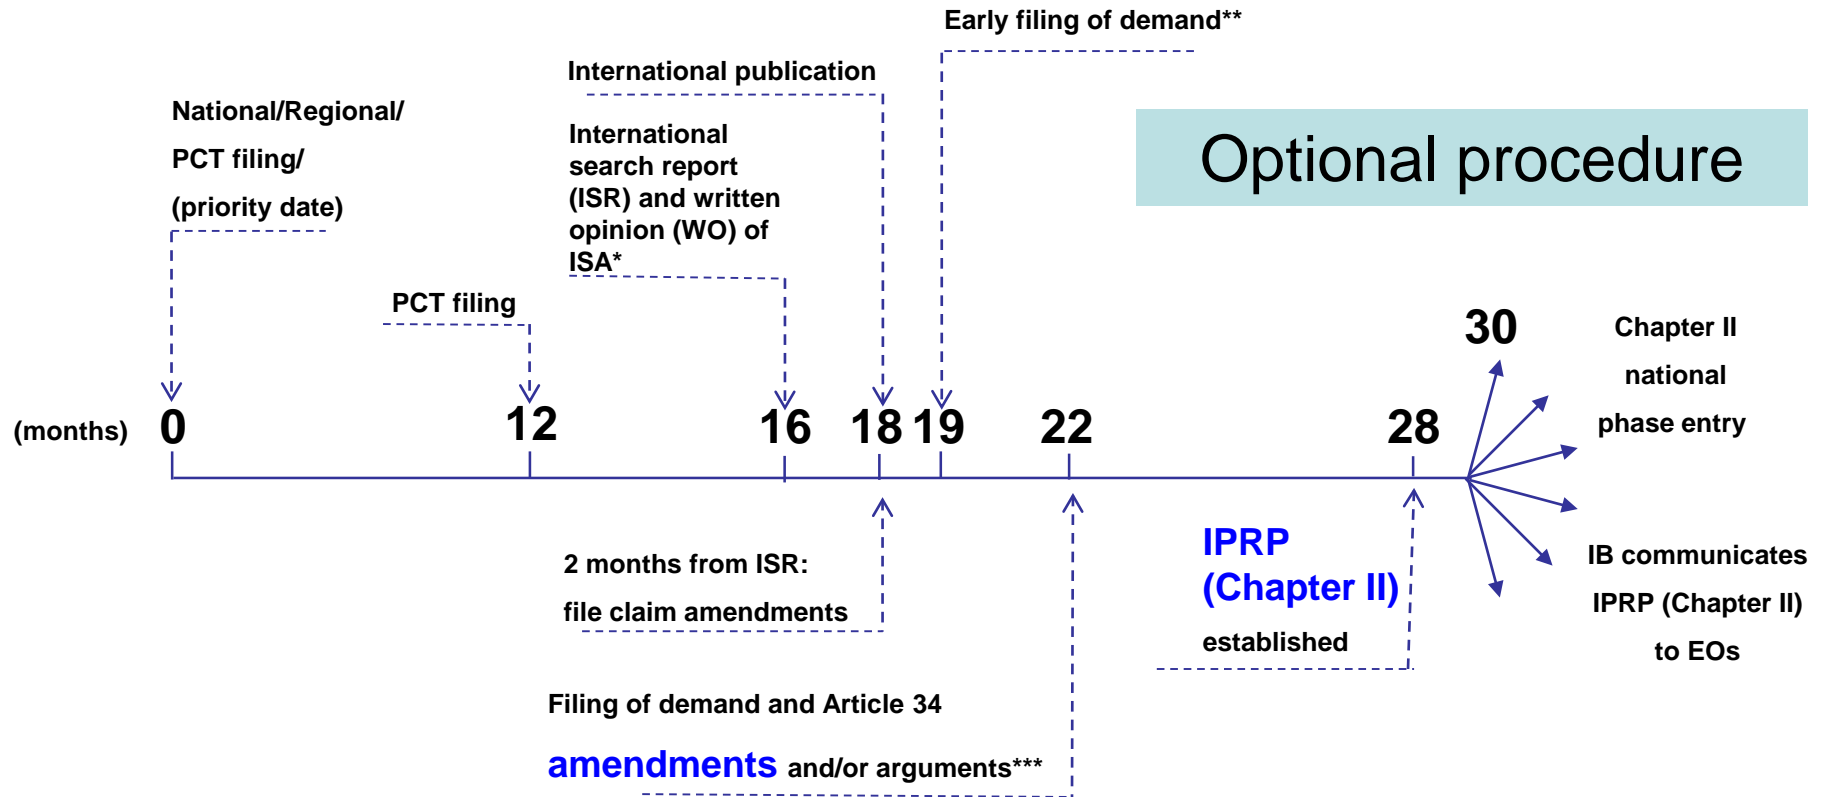 Early filing of demand**
International publication
National/Regional/
PCT filing/
(priority date)
International
search report
(ISR) and written
opinion (WO) of
ISA*
Optional procedure
PCT filing
30
Chapter II
national
phase entry
(months) 0 12 16 18 19 22 28
2 months from ISR:
file claim amendments
IPRP
(Chapter II)
established
IB communicates
IPRP (Chapter II)
to EOs
Filing of demand and Article 34
amendments and/or arguments***